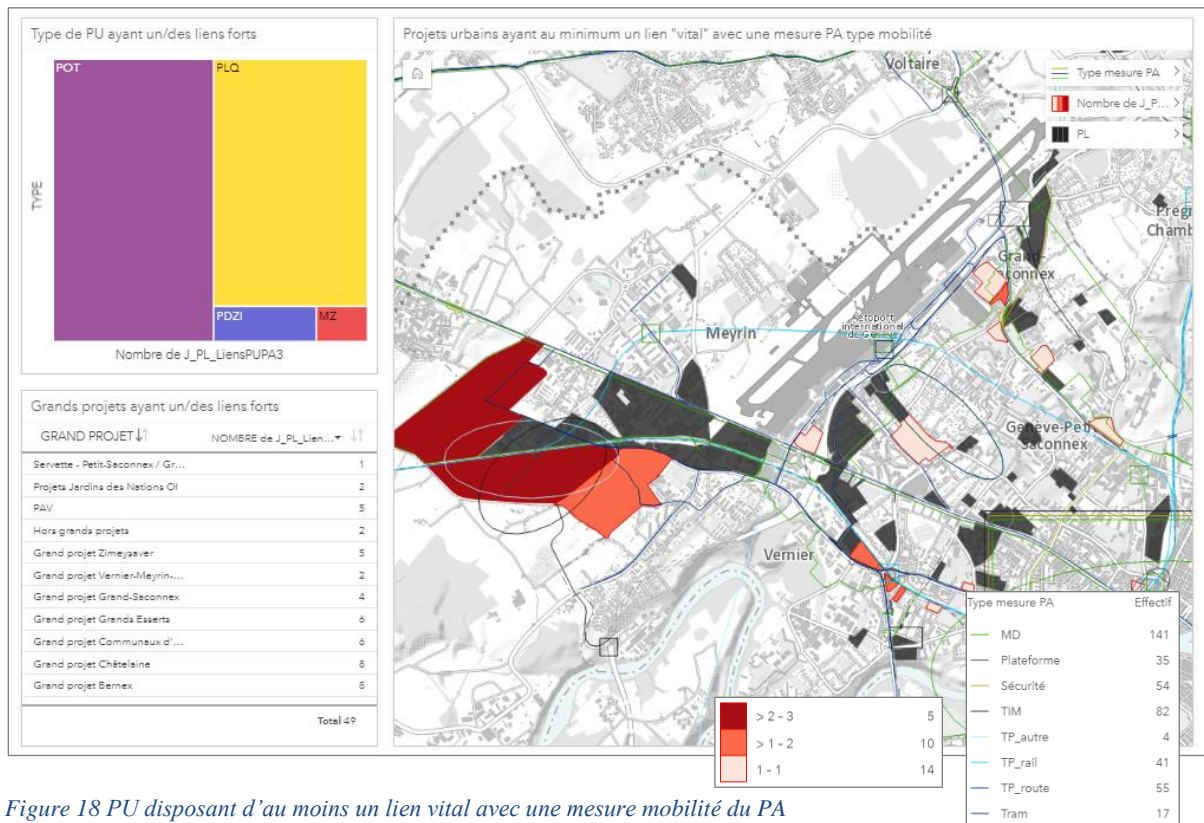 Type de PU ayant un/des liens forts
POT
PLQ
PDZI
MZ
TYPE
Nombre de J_PL_LiensPUPA3
Grands projets ayant un/des liens forts
GRAND PROJET NOMBRE de J_PL_Lien...
Servette - Petit-Saconnex / Gr... 1
Projets Jardins des Nations OI 2
PAV 5
Hors grands projets 2
Grand projet Zimeysaver 5
Grand projet Vernier-Meyrin-... 2
Grand projet Grand-Saconnex 4
Grand projet Grands Esserts 6
Grand projet Communaux d'... 6
Grand projet Châtelaine 8
Grand projet Bernex 8
Total 49
Projets urbains ayant au minimum un lien "vital" avec une mesure PA type mobilité
Type mesure PA
Nombre de J_P...
PL
Voltaire
Pregn
Chamb
Grand-
Saconnex
Aéroport
international
de Genève
Meyrin
Genève-Petit
Saconnex
Vernier
> 2 - 3 5
> 1 - 2 10
1 - 1 14
Type mesure PA Effectif
MD 141
Plateforme 35
Sécurité 54
TIM 82
TP_autre 4
TP_rail 41
TP_route 55
Tram 17
Figure 18 PU disposant d'au moins un lien vital avec une mesure mobilité du PA